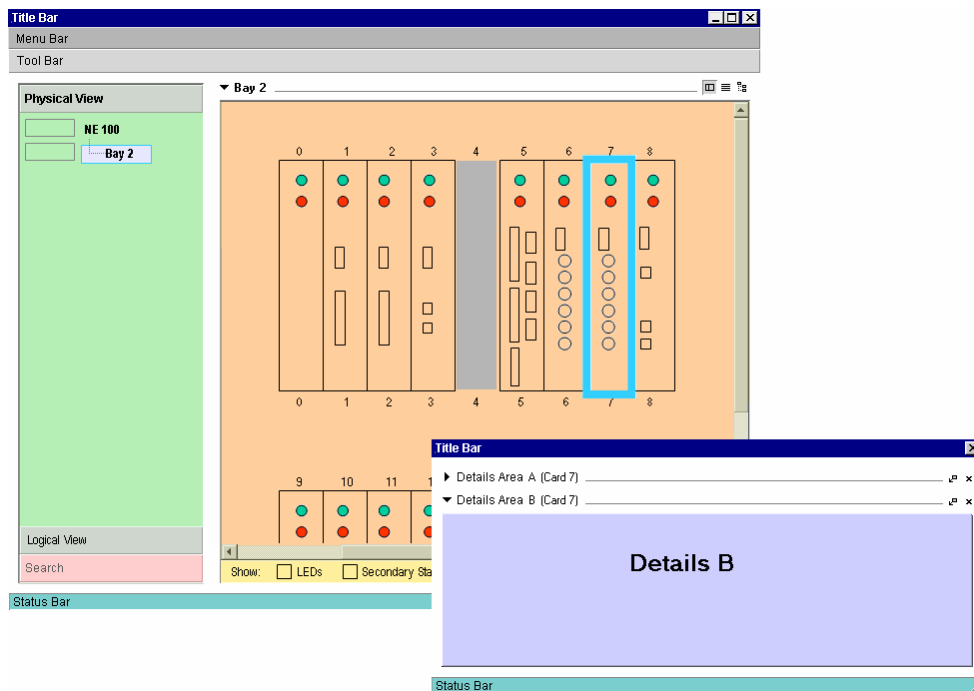 Title Bar
Menu Bar
Tool Bar
Physical View
Bay 2
NE 100
Bay 2
0 1 2 3 4 5 6 7 8
0 1 2 3 4 5 6 7 8
9 10 11
Logical View
Search
Show: LEDs Secondary
Status Bar
Title Bar
Details Area A (Card 7)
Details Area B (Card 7)
Details B
Status Bar